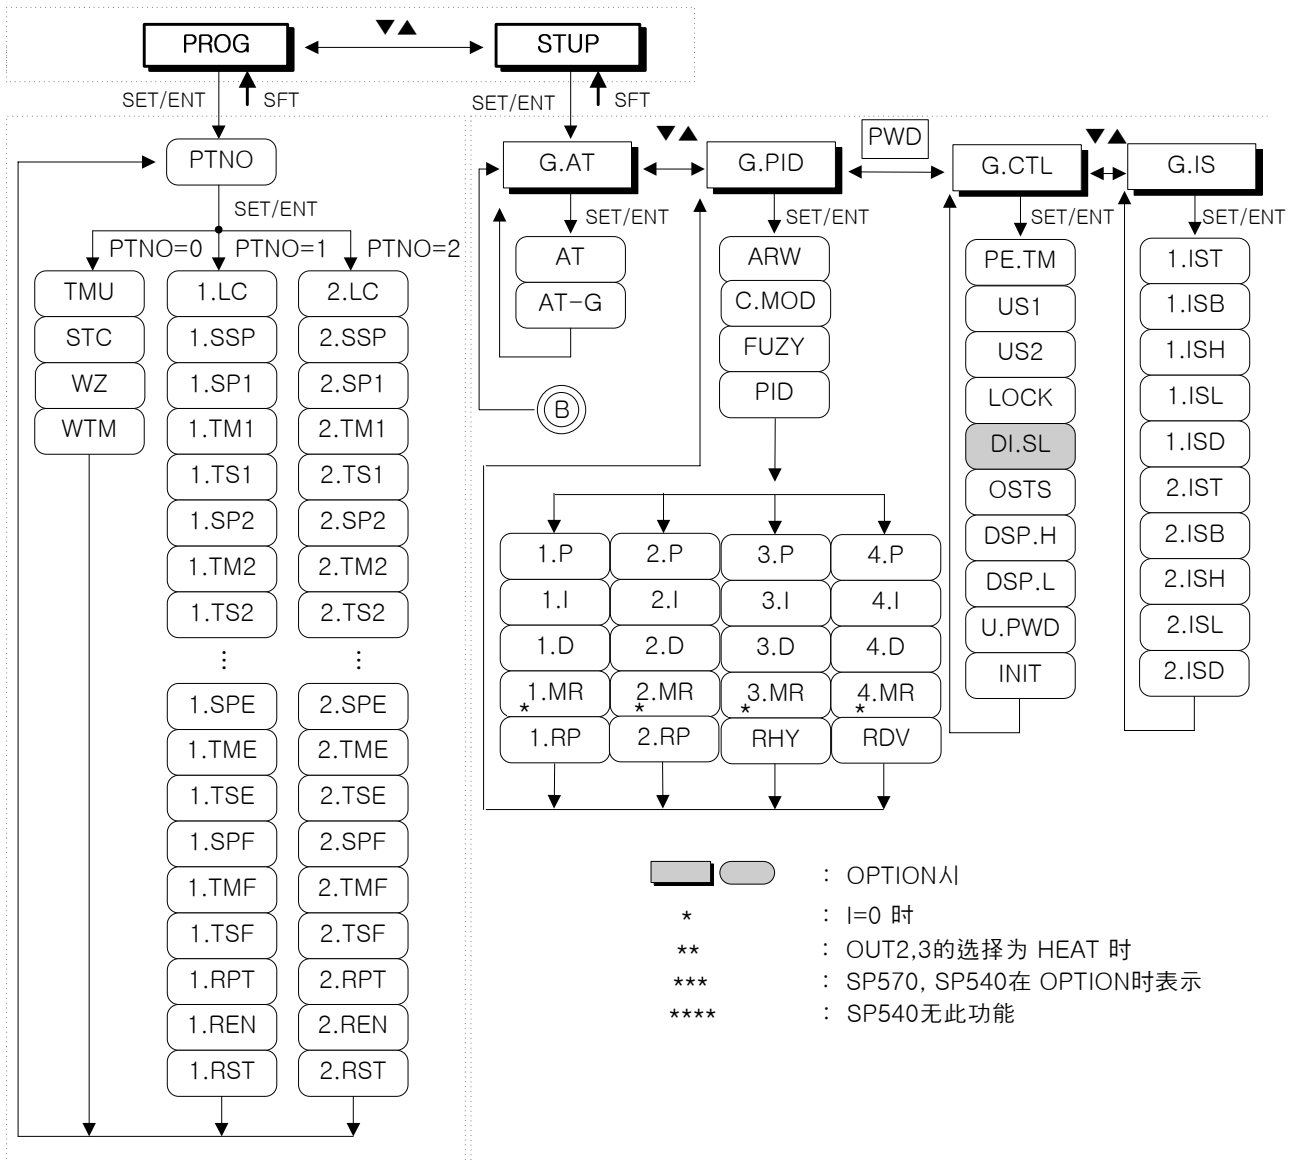 PROG
▼▲
STUP
SET/ENT
SFT
SET/ENT
SFT
PTNO
SET/ENT
PTNO=0
PTNO=1
PTNO=2
TMU
STC
WZ
WTM
1.LC
1.SSP
1.SP1
1.TM1
1.TS1
1.SP2
1.TM2
1.TS2
⋮
1.SPE
1.TME
1.TSE
1.SPF
1.TMF
1.TSF
1.RPT
1.REN
1.RST
2.LC
2.SSP
2.SP1
2.TM1
2.TS1
2.SP2
2.TM2
2.TS2
⋮
2.SPE
2.TME
2.TSE
2.SPF
2.TMF
2.TSF
2.RPT
2.REN
2.RST
G.AT
▼▲
G.PID
PWD
G.CTL
▼▲
G.IS
SET/ENT
AT
AT-G
B
SET/ENT
ARW
C.MOD
FUZY
PID
1.P
1.I
1.D
*1.MR
1.RP
2.P
2.I
2.D
*2.MR
2.RP
3.P
3.I
3.D
*3.MR
RHY
4.P
4.I
4.D
*4.MR
RDV
SET/ENT
PE.TM
US1
US2
LOCK
DI.SL
OSTS
DSP.H
DSP.L
U.PWD
INIT
SET/ENT
1.IST
1.ISB
1.ISH
1.ISL
1.ISD
2.IST
2.ISB
2.ISH
2.ISL
2.ISD
: OPTION시
* : I=0 时
** : OUT2,3的选择为 HEAT 时
*** : SP570, SP540在 OPTION时表示
**** : SP540无此功能